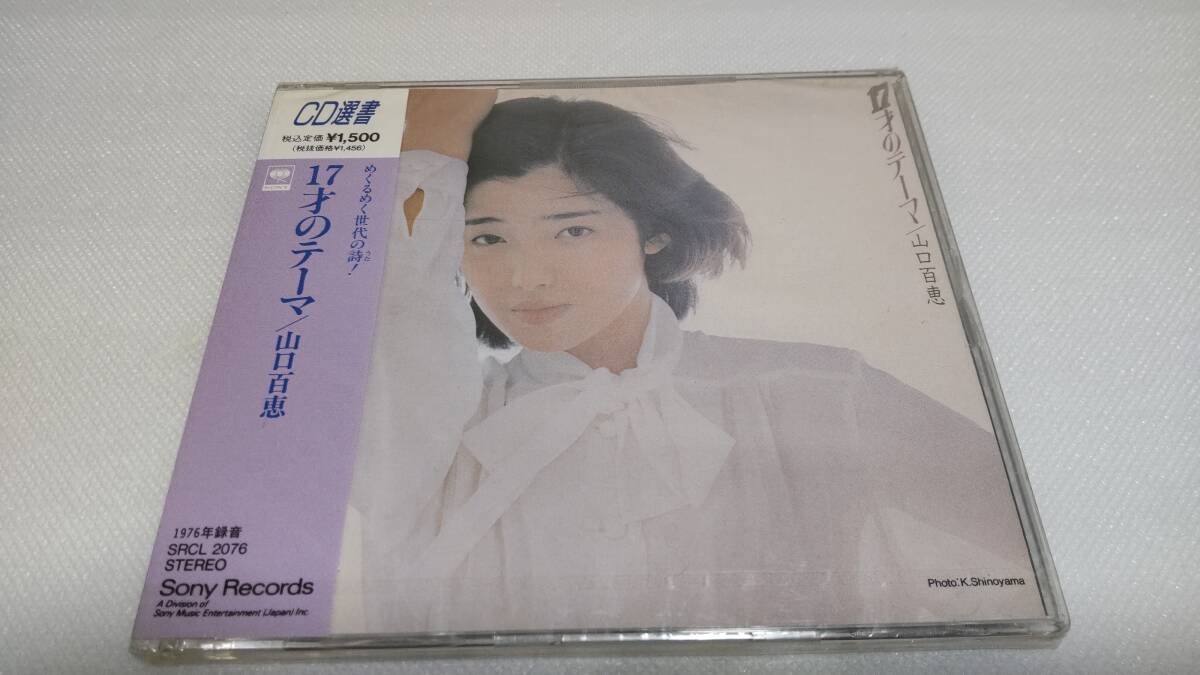 CD選書
税込定価 ¥1,500
(税抜価格¥1,456)
17才のテーマ/山口百恵
めくるめく世代の詩!
うた
1976年録音
SRCL 2076
STEREO
Sony Records
A Division of
Sony Music Entertainment (Japan) Inc.
17才のテーマ/山口百恵
Photo:K.Shinoyama